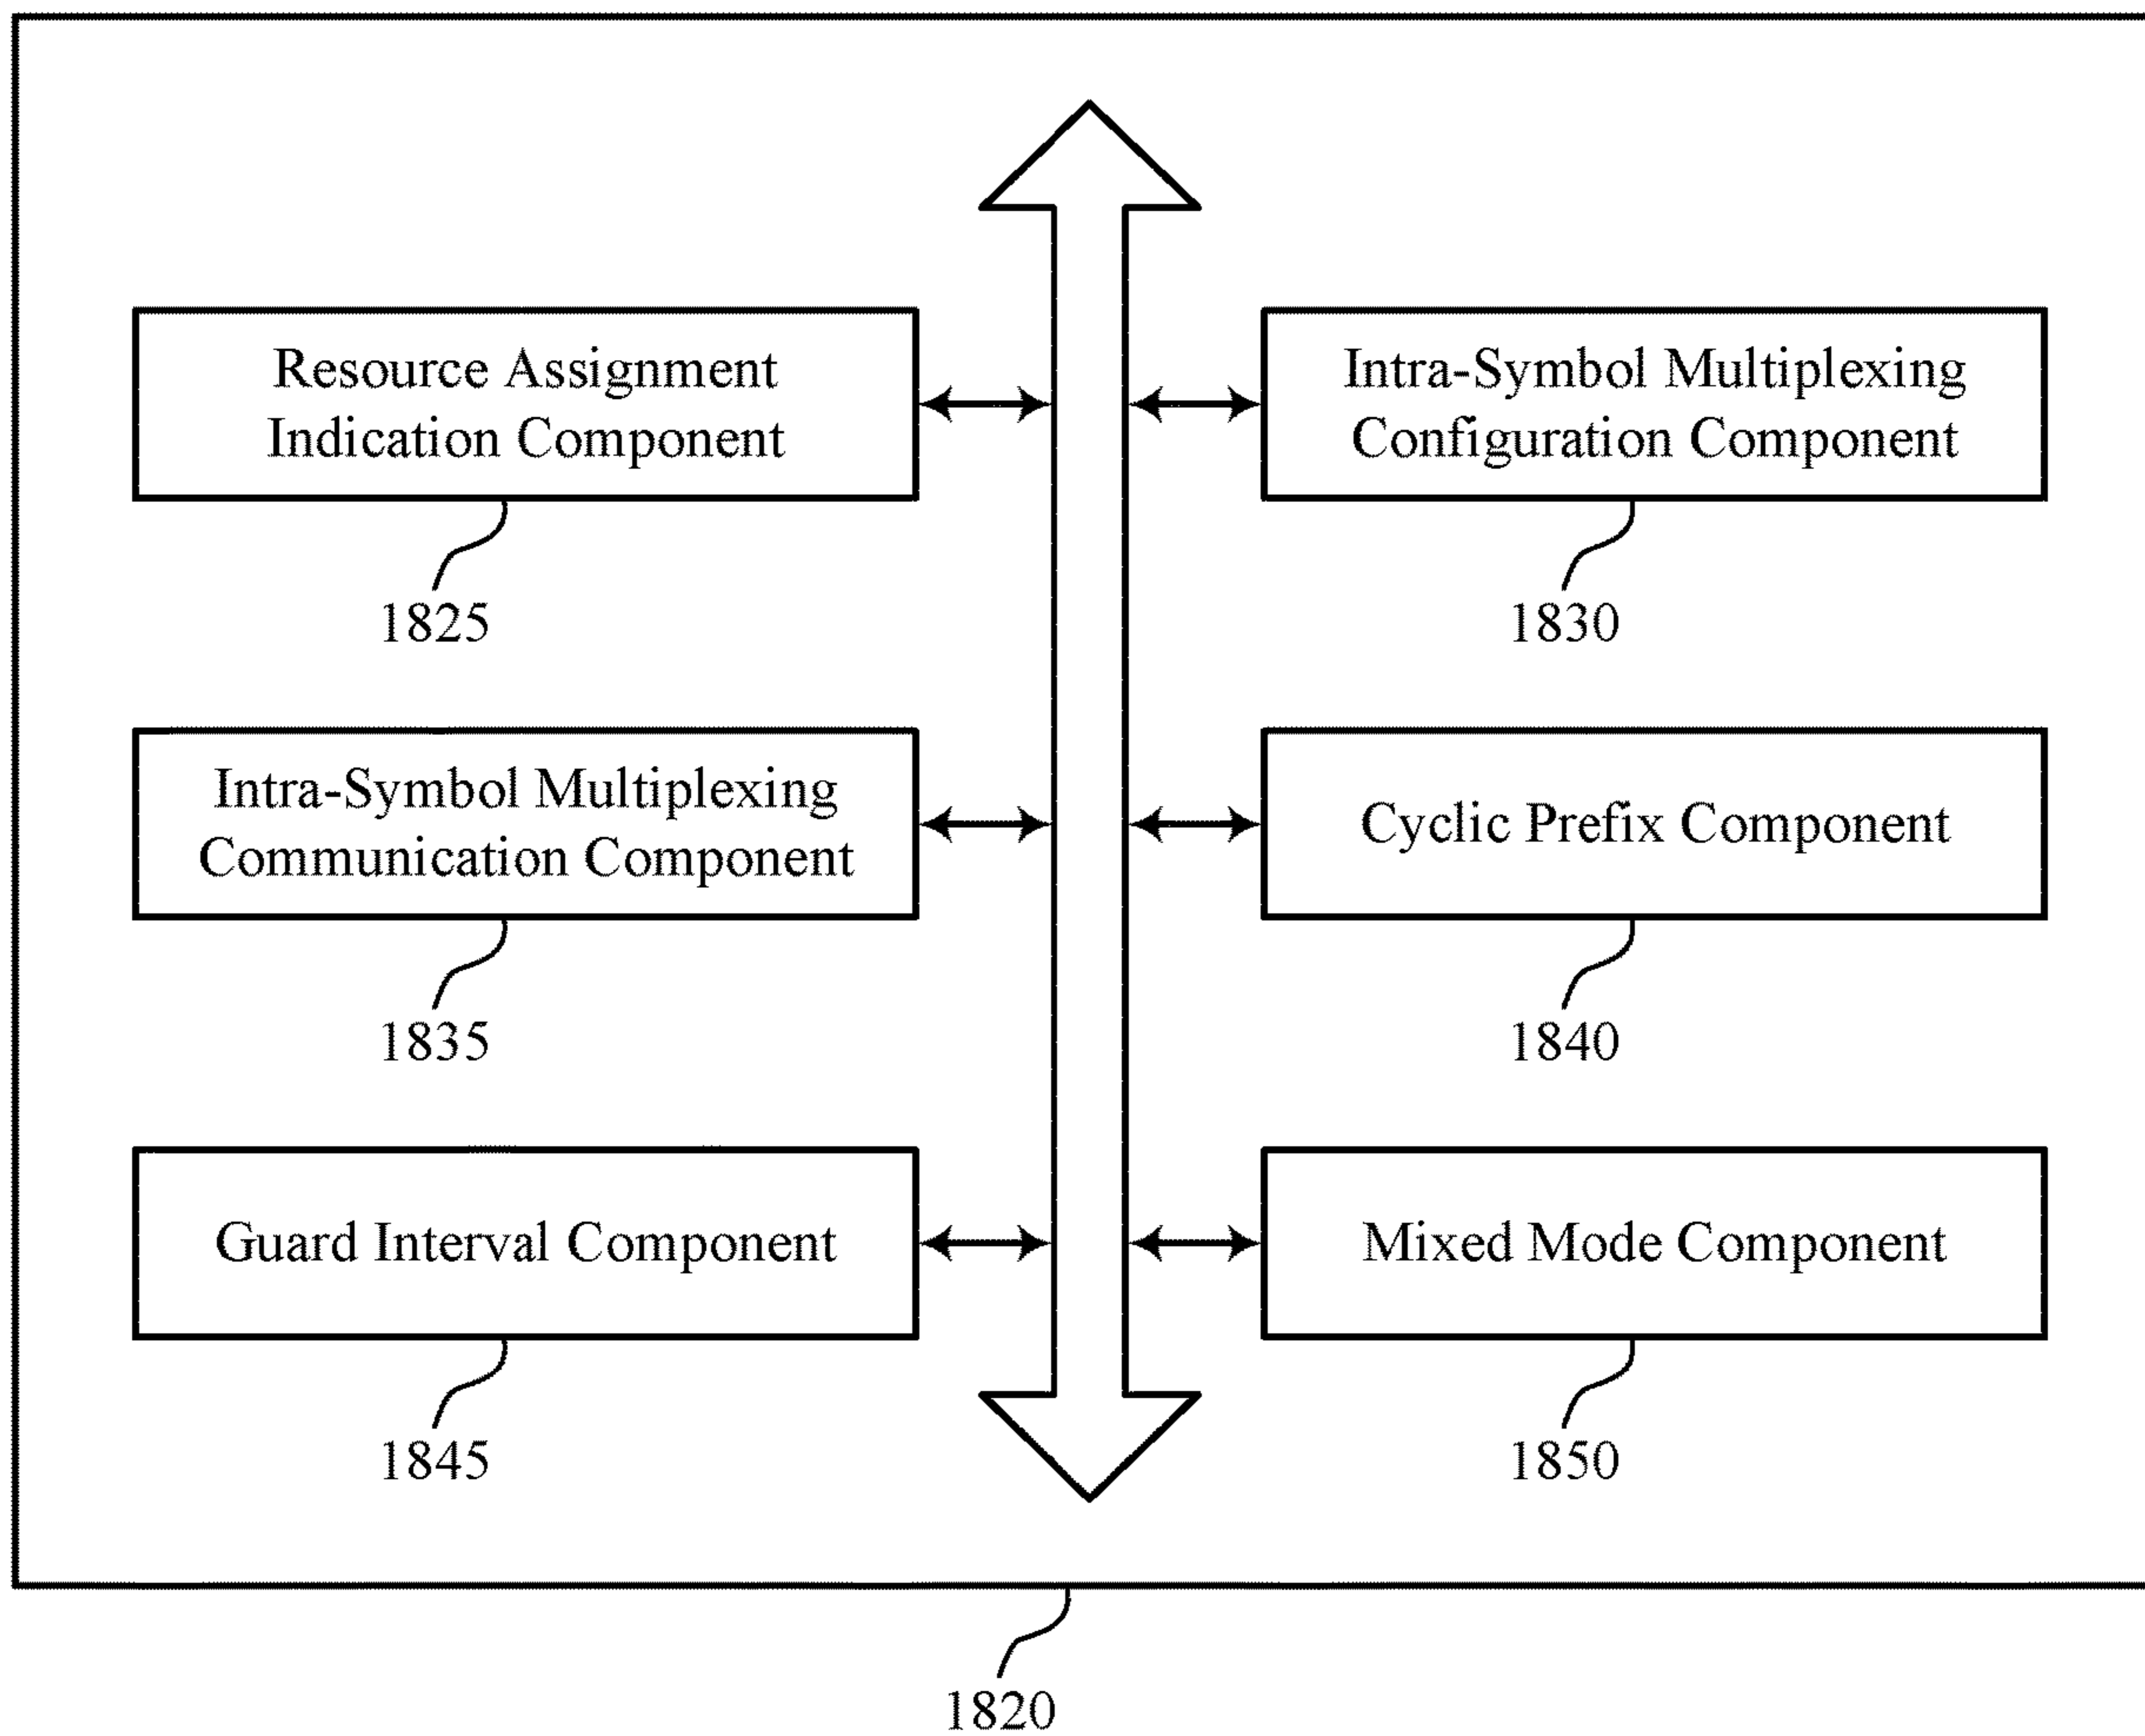 Resource Assignment
Indication Component
1825
Intra-Symbol Multiplexing
Configuration Component
1830
Intra-Symbol Multiplexing
Communication Component
1835
Cyclic Prefix Component
1840
Guard Interval Component
1845
Mixed Mode Component
1850
1820